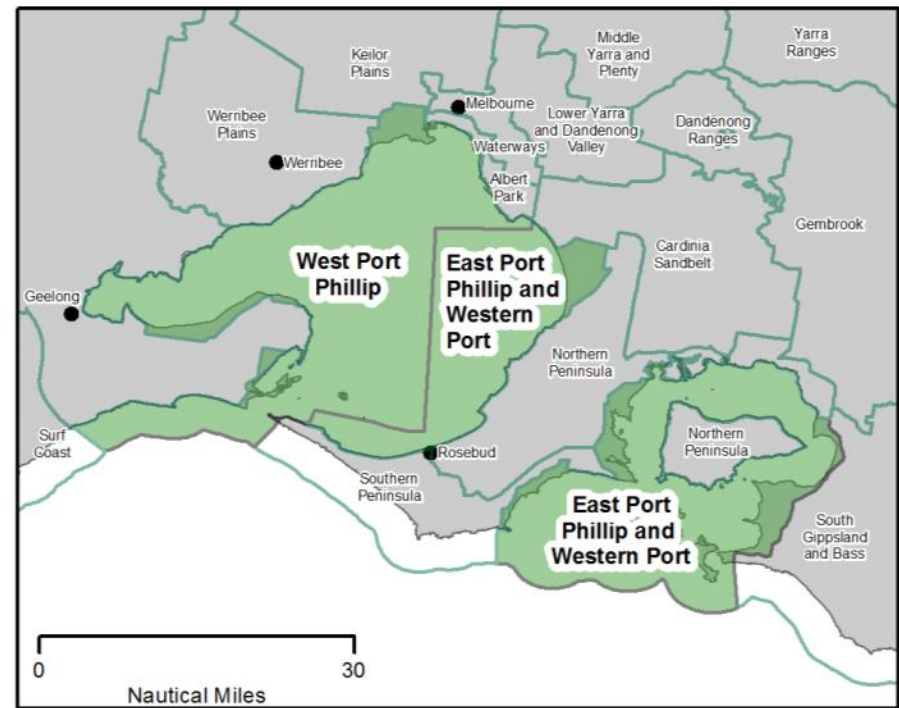 Keilor
Plains
Middle
Yarra and
Plenty
Yarra
Ranges
Melbourne
Werribee
Plains
Lower Yarra
and Dandenong
Valley
Dandenong
Ranges
Waterways
Werribee
Albert
Park
Gembrook
West Port
Phillip
East Port
Phillip and
Western
Port
Cardinia
Sandbelt
Geelong
Northern
Peninsula
Surf
Coast
Rosebud
Northern
Peninsula
Southern
Peninsula
East Port
Phillip and
Western Port
South
Gippsland
and Bass
0
30
Nautical Miles